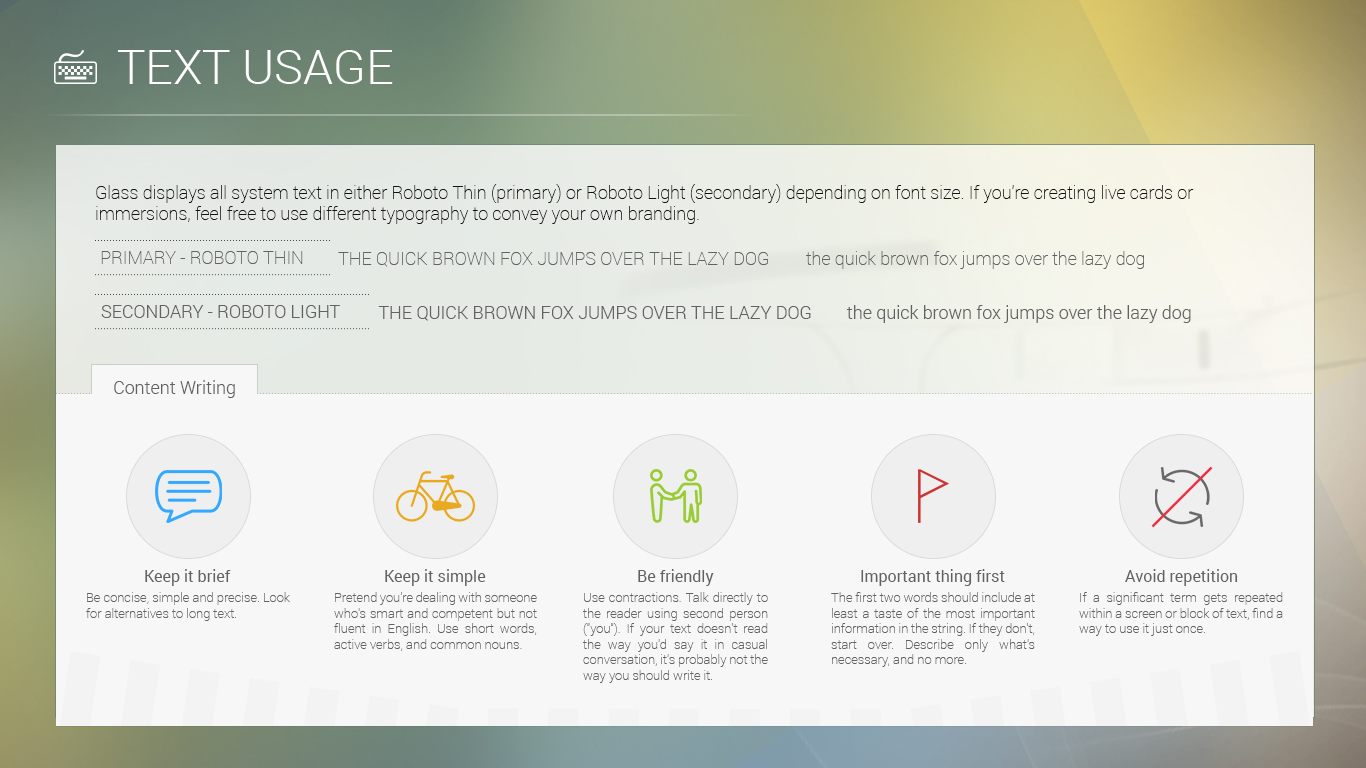 TEXT USAGE
Glass displays all system text in either Roboto Thin (primary) or Roboto Light (secondary) depending on font size. If you're creating live cards or
immersions, feel free to use different typography to convey your own branding.
PRIMARY - ROBOTO THIN THE QUICK BROWN FOX JUMPS OVER THE LAZY DOG the quick brown fox jumps over the lazy dog
SECONDARY - ROBOTO LIGHT THE QUICK BROWN FOX JUMPS OVER THE LAZY DOG the quick brown fox jumps over the lazy dog
Content Writing
Keep it brief
Be concise, simple and precise. Look
for alternatives to long text.
Keep it simple
Pretend you're dealing with someone
who's smart and competent but not
fluent in English. Use short words,
active verbs, and common nouns.
Be friendly
Use contractions. Talk directly to
the reader using second person
("you"). If your text doesn't read
the way you'd say it in casual
conversation, it's probably not the
way you should write it.
Important thing first
The first two words should include at
least a taste of the most important
information in the string. If they don't,
start over. Describe only what's
necessary, and no more.
Avoid repetition
If a significant term gets repeated
within a screen or block of text, find a
way to use it just once.